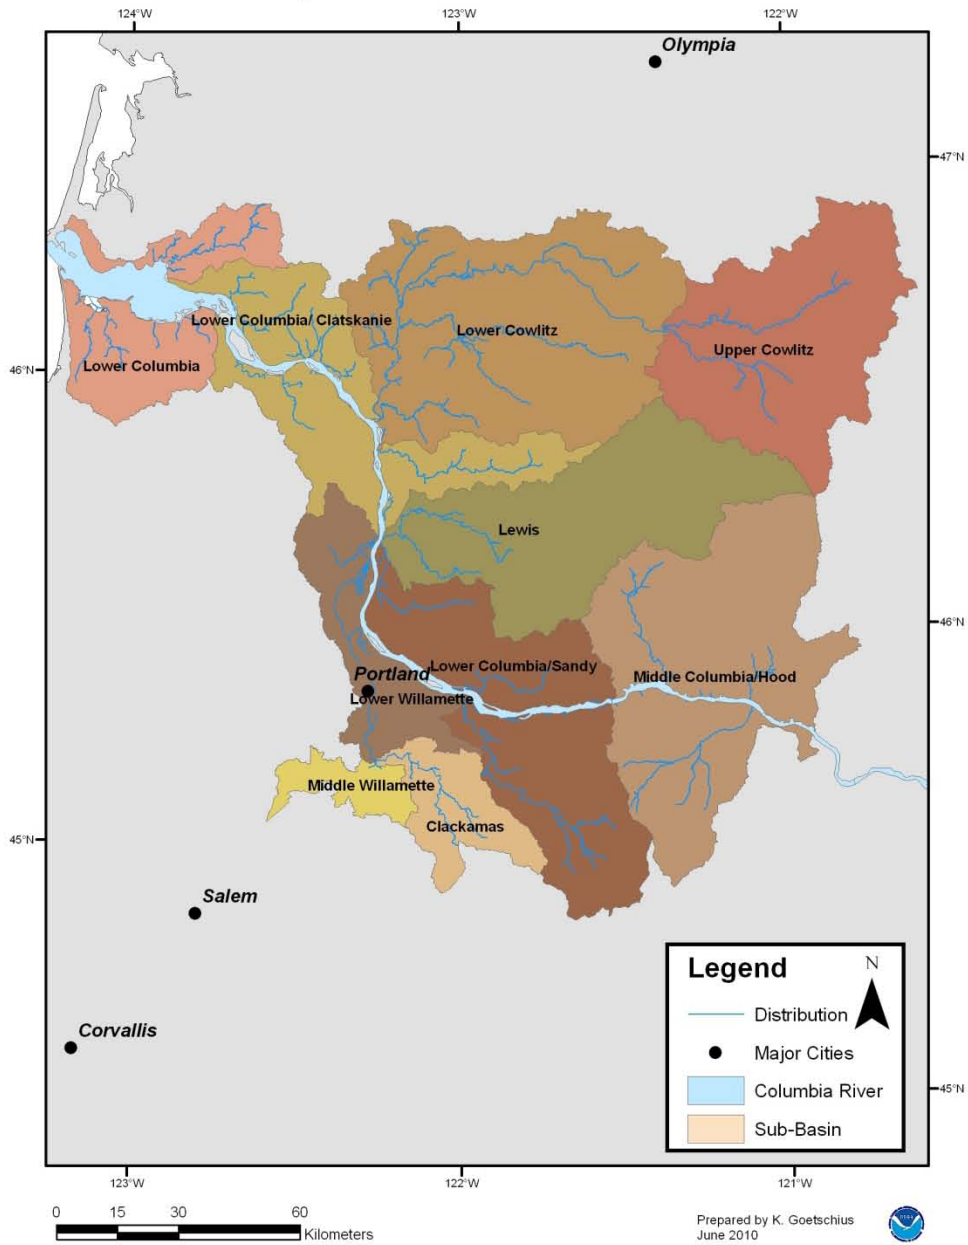 124°W
123°W
122°W
Olympia
47°N
Lower Columbia/ Clatskanie
Lower Cowlitz
Upper Cowlitz
Lower Columbia
46°N
Lewis
46°N
Lower Columbia/Sandy
Portland
Middle Columbia/Hood
Lower Willamette
Middle Willamette
Clackamas
45°N
Salem
Corvallis
Legend
N
Distribution
Major Cities
Columbia River
Sub-Basin
45°N
123°W
122°W
121°W
0 15 30 60
Kilometers
Prepared by K. Goetschius
June 2010